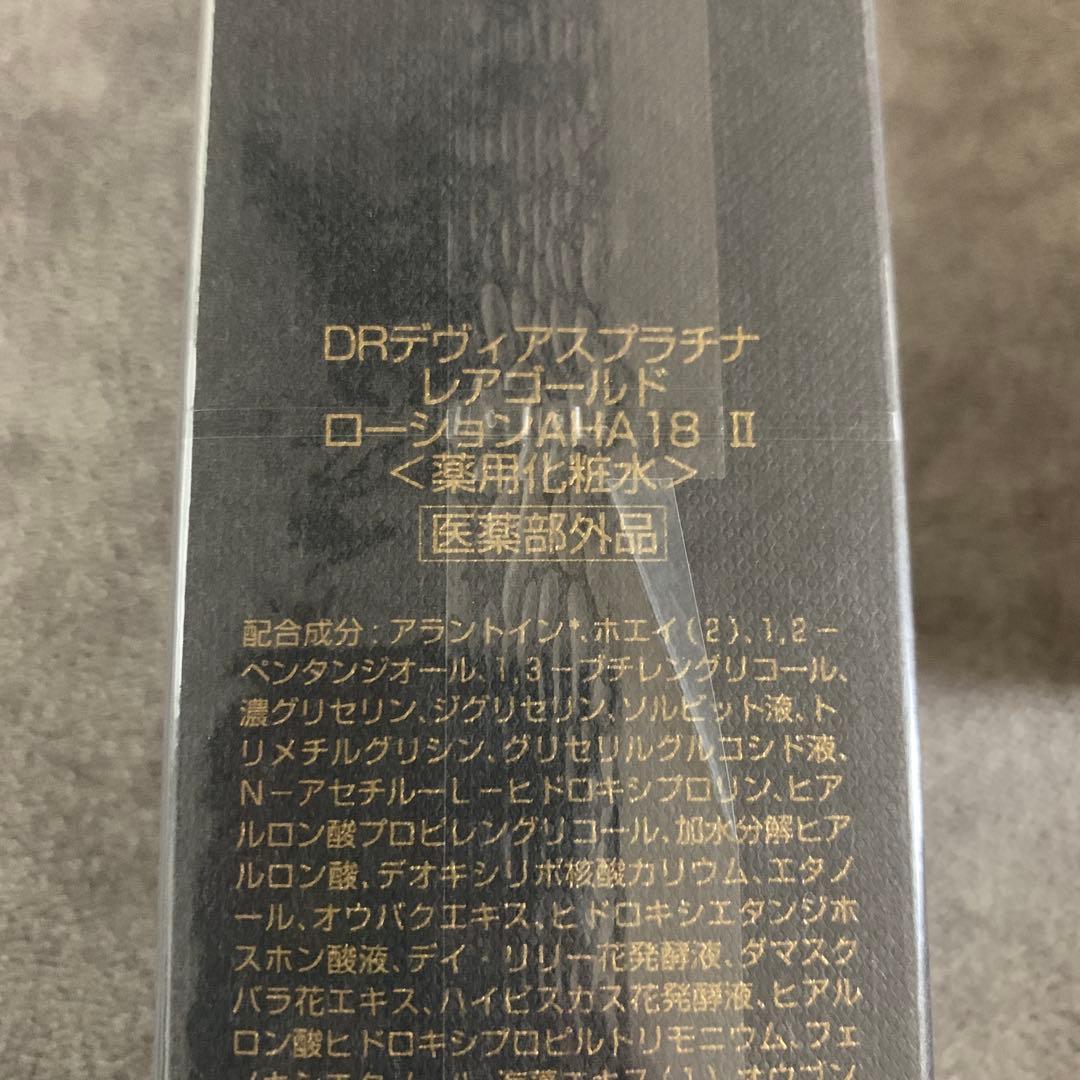 DRデヴィアスプラチナ
レアゴールド
ローションAHA18 Ⅱ
<薬用化粧水>
医薬部外品
配合成分:アラントイン*、ホエイ(2)、1,2-
ペンタンジオール、1,3-ブチレングリコール、
濃グリセリン、ジグリセリン、ソルビット液、ト
リメチルグリシン、グリセリルグルコシド液、
N-アセチル-L-ヒドロキシプロリン、ヒア
ルロン酸プロピレングリコール、加水分解ヒア
ルロン酸、デオキシリボ核酸カリウム、エタノ
ール、オウバクエキス、ヒドロキシエタンジホ
スホン酸液、デイ・リリー花発酵液、ダマスク
バラ花エキス、ハイビスカス花発酵液、ヒアル
ロン酸ヒドロキシプロピルトリモニウム、フェ